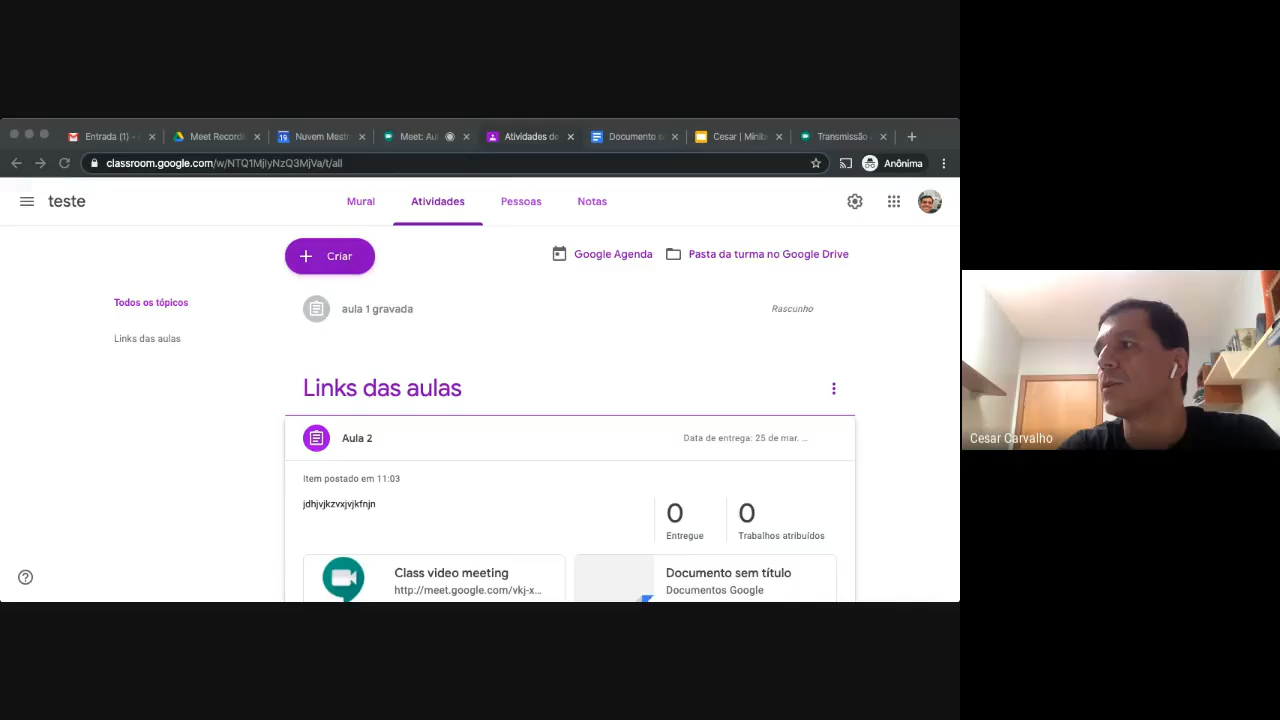 Entrada (1) -
Meet Record
Nuvem Mestr
Meet: Au
Atividades de
Documento s
Cesar | Minib
Transmissão
classroom.google.com/w/NTQ1MjIyNzQ3MjVa/t/all
Anônima
teste
Mural
Atividades
Pessoas
Notas
Criar
Google Agenda
Pasta da turma no Google Drive
Todos os tópicos
Links das aulas
aula 1 gravada
Rascunho
Links das aulas
Aula 2
Data de entrega: 25 de mar. ...
Item postado em 11:03
jdhjvjkzvxjvjkfnjn
0
Entregue
0
Trabalhos atribuídos
Class video meeting
http://meet.google.com/vkj-x...
Documento sem título
Documentos Google
Cesar Carvalho